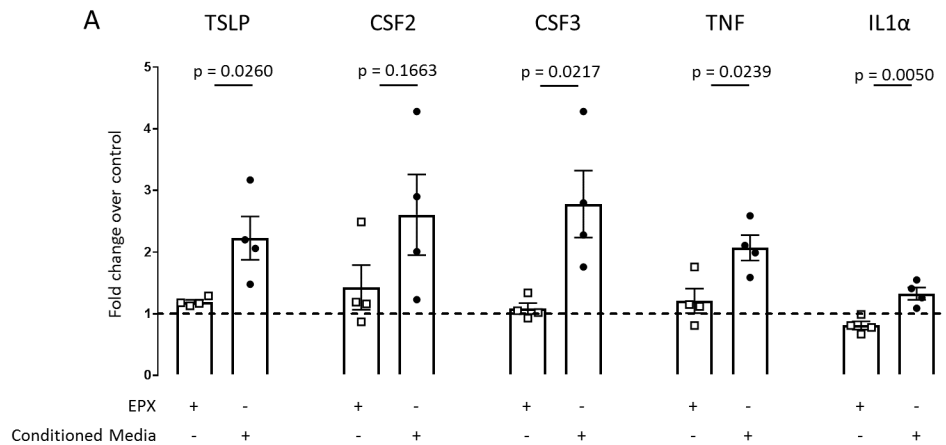 A
TSLP CSF2 CSF3 TNF IL1α
p = 0.0260 p = 0.1663 p = 0.0217 p = 0.0239 p = 0.0050
Fold change over control
5
4
3
2
1
0
EPX + - + - + - + - + -
Conditioned Media - + - + - + - + - +